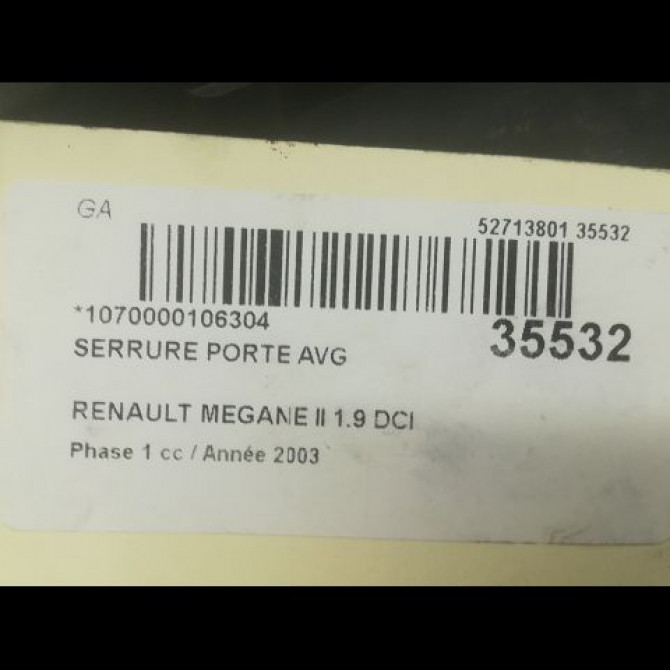 GA
52713801 35532
*1070000106304
35532
SERRURE PORTE AVG
RENAULT MEGANE II 1.9 DCI
Phase 1 cc / Année 2003